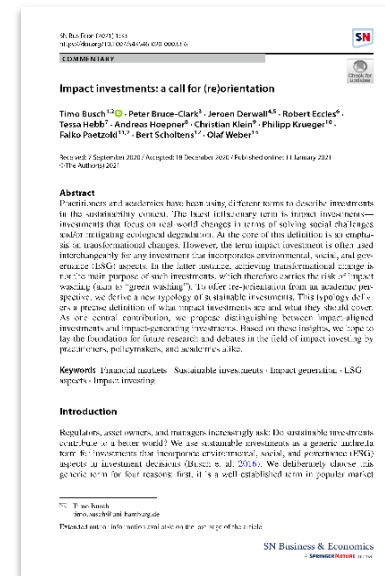 SN Bus Econ (2021) 1:33
SN
COMMENTARY
Check for
updates
Impact investments: a call for (re)orientation
Timo Busch · Peter Bruce-Clark · Jeroen Derwall · Robert Eccles ·
Tessa Hebb · Andreas Hoepner · Christian Klein · Philipp Krueger ·
Falko Paetzold · Bert Scholtens · Olaf Weber
Received: 7 September 2020 / Accepted: 19 December 2020 / Published online: 11 January 2021
© The Author(s) 2021
Abstract
Practitioners and academics have been using different terms to describe investments
in the sustainability context. The latest inflationary term is impact investments—
investments that focus on real-world changes in terms of solving social challenges
and/or mitigating ecological degradation. At the core of this definition is an empha-
sis on transformational changes. However, the term impact investment is often used
interchangeably for any investment that incorporates environmental, social, and gov-
ernance (ESG) aspects. In the latter instance, achieving transformational change is
not the main purpose of such investments, which therefore carries the risk of impact
washing (akin to “green washing”). To offer (re-)orientation from an academic per-
spective, we derive a new typology of sustainable investments. This typology deliv-
ers a precise definition of what impact investments are and what they should cover.
As one central contribution, we propose distinguishing between impact-aligned
investments and impact-generating investments. Based on these insights, we hope to
lay the foundation for future research and debates in the field of impact investing by
practitioners, policymakers, and academics alike.
Keywords Financial markets · Sustainable investments · Impact generation · ESG
aspects · Impact investing
Introduction
Regulators, asset owners, and managers increasingly ask: Do sustainable investments
contribute to a better world? We use sustainable investments as a generic umbrella
term for investments that incorporate environmental, social, and governance (ESG)
aspects in investment decisions (Busch et al. 2016). We deliberately choose this
generic term for four reasons: first, it is a well-established term in popular market
Timo Busch
timo.busch@uni-hamburg.de
Extended author information available on the last page of the article
SN Business & Economics
A SPRINGER NATURE journal